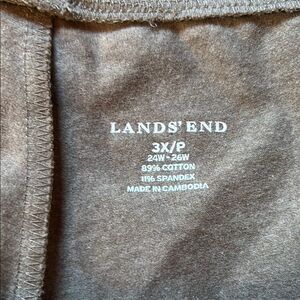 LANDS' END
3X/P
24W-26W
89% COTTON
11% SPANDEX
MADE IN CAMBODIA